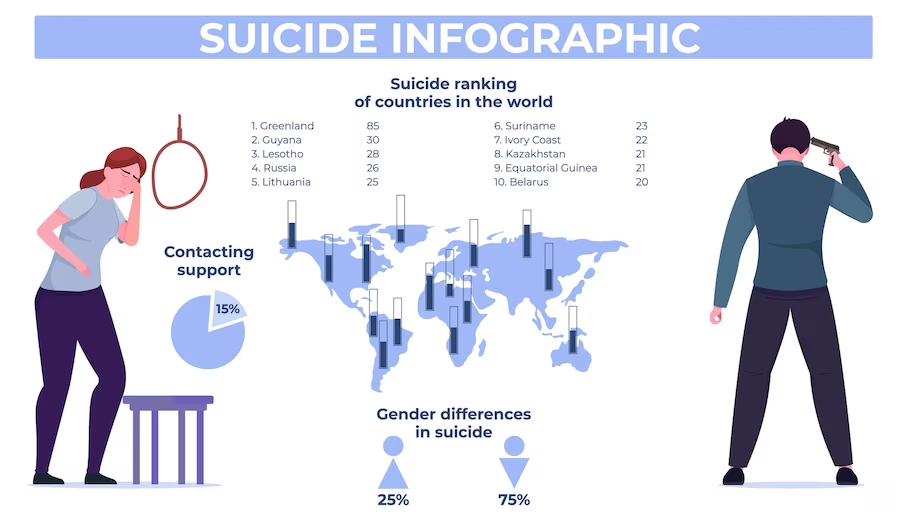 SUICIDE INFOGRAPHIC
Suicide ranking
of countries in the world
1. Greenland 85
2. Guyana 30
3. Lesotho 28
4. Russia 26
5. Lithuania 25
6. Suriname 23
7. Ivory Coast 22
8. Kazakhstan 21
9. Equatorial Guinea 21
10. Belarus 20
Contacting
support
15%
Gender differences
in suicide
25%
75%